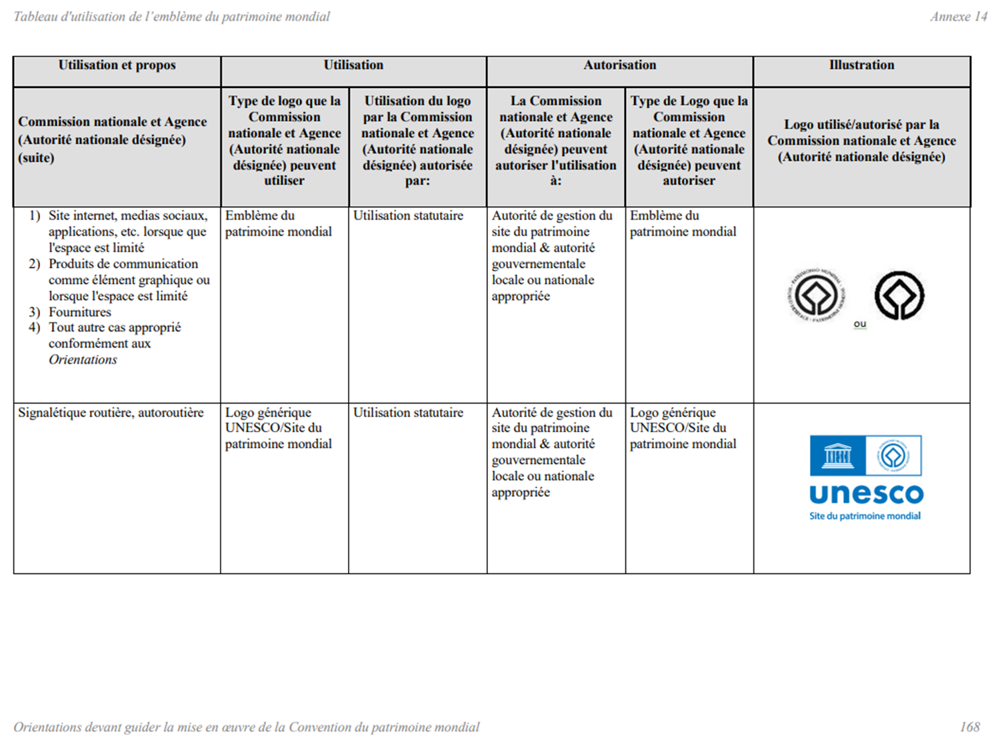 Tableau d'utilisation de l'emblème du patrimoine mondial
Annexe 14
Utilisation et propos
Utilisation
Autorisation
Illustration
Commission nationale et Agence
(Autorité nationale désignée)
(suite)
Type de logo que la
Commission
nationale et Agence
(Autorité nationale
désignée) peuvent
utiliser
Utilisation du logo
par la Commission
nationale et Agence
(Autorité nationale
désignée) autorisée
par:
La Commission
nationale et Agence
(Autorité nationale
désignée) peuvent
autoriser l'utilisation
à:
Type de Logo que la
Commission
nationale et Agence
(Autorité nationale
désignée) peuvent
autoriser
Logo utilisé/autorisé par la
Commission nationale et Agence
(Autorité nationale désignée)
1) Site internet, medias sociaux,
applications, etc. lorsque que
l'espace est limité
2) Produits de communication
comme élément graphique ou
lorsque l'espace est limité
3) Fournitures
4) Tout autre cas approprié
conformément aux
Orientations
Emblème du
patrimoine mondial
Utilisation statutaire
Autorité de gestion du
site du patrimoine
mondial & autorité
gouvernementale
locale ou nationale
appropriée
Emblème du
patrimoine mondial
WORLD HERITAGE • PATRIMOINE MONDIAL • PATRIMONIO MUNDIAL •
ou
Signalétique routière, autoroutière
Logo générique
UNESCO/Site du
patrimoine mondial
Utilisation statutaire
Autorité de gestion du
site du patrimoine
mondial & autorité
gouvernementale
locale ou nationale
appropriée
Logo générique
UNESCO/Site du
patrimoine mondial
UNESCO
unesco
Site du patrimoine mondial
Orientations devant guider la mise en œuvre de la Convention du patrimoine mondial
168